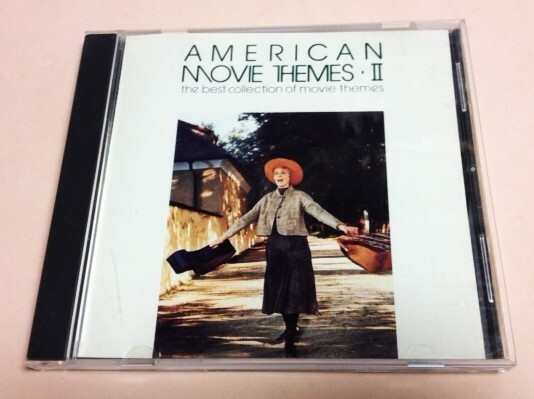 AMERICAN
MOVIE THEMES・II
the best collection of movie themes